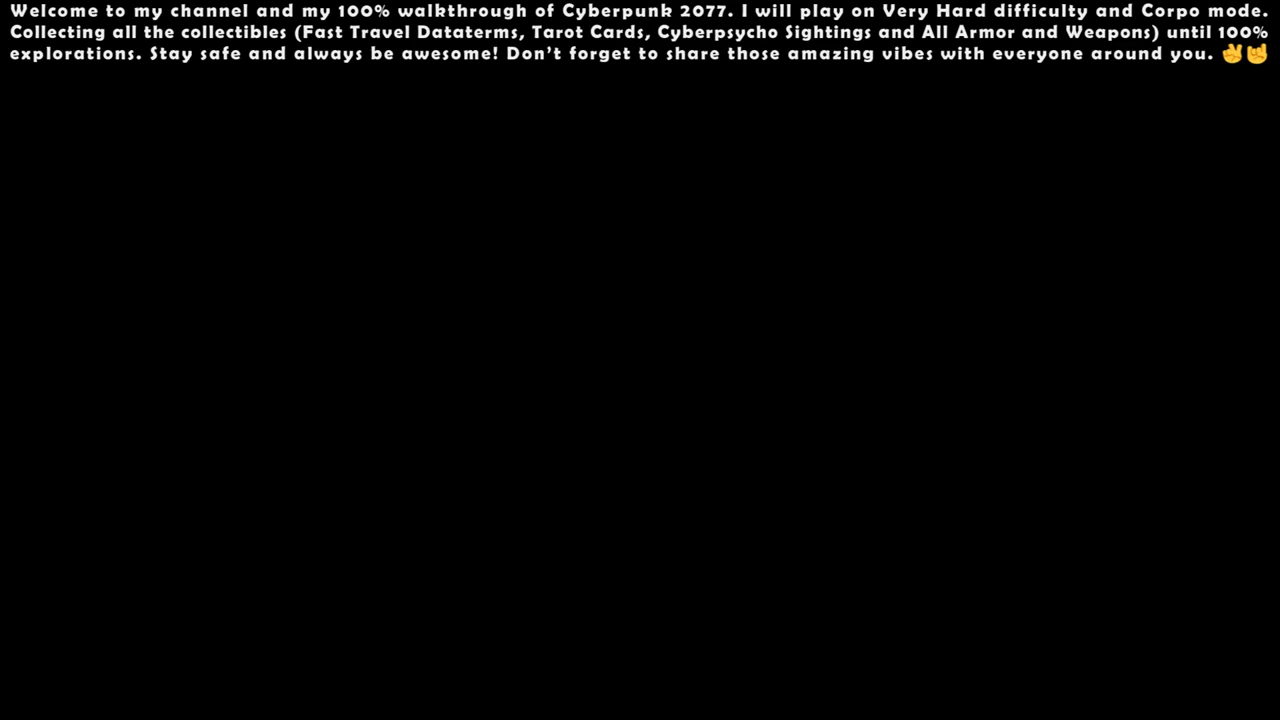 Welcome to my channel and my 100% walkthrough of Cyberpunk 2077. I will play on Very Hard difficulty and Corpo mode.
Collecting all the collectibles (Fast Travel Dataterms, Tarot Cards, Cyberpsycho Sightings and All Armor and Weapons) until 100%
explorations. Stay safe and always be awesome! Don’t forget to share those amazing vibes with everyone around you. ✌🤘